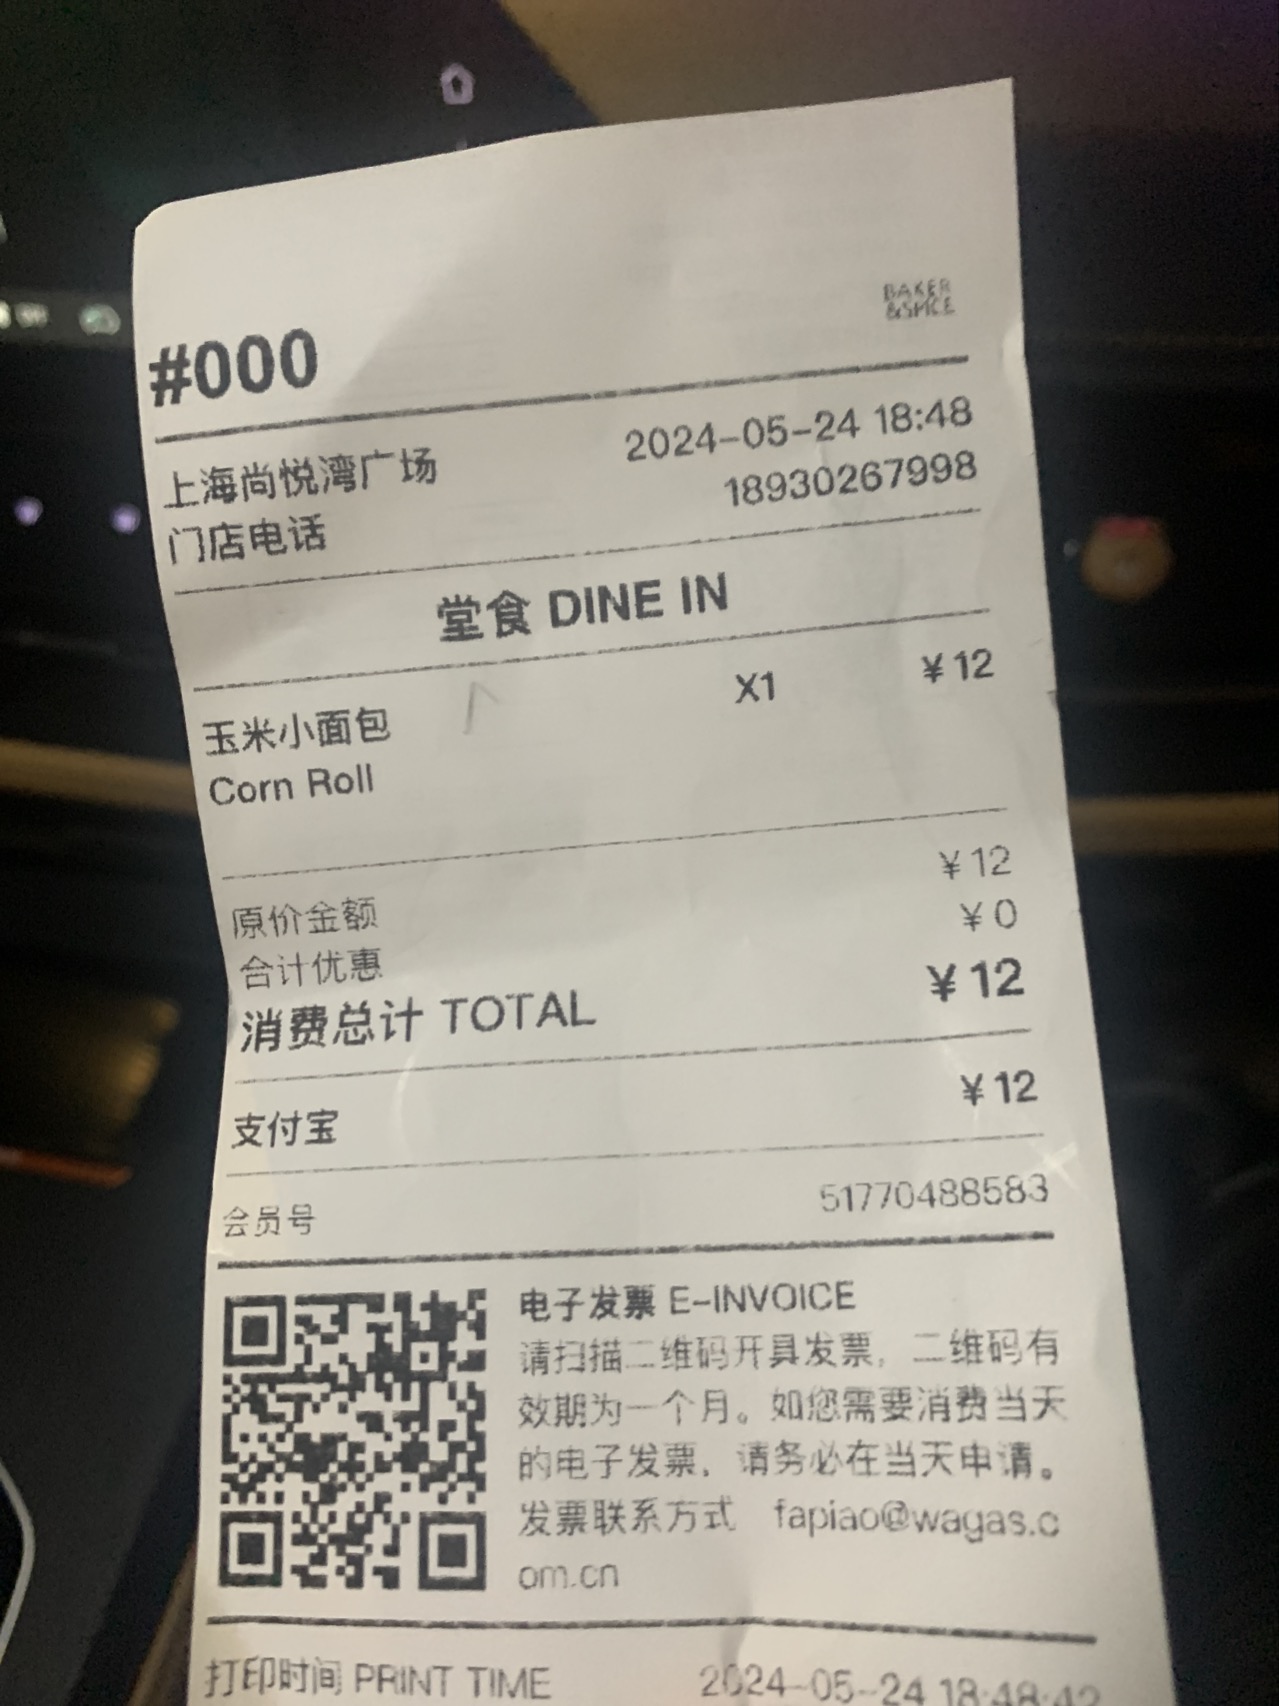 BAKER
&SPICE
#000
上海尚悦湾广场 2024-05-24 18:48
门店电话 18930267998
堂食 DINE IN
玉米小面包 X1 ¥12
Corn Roll
原价金额 ¥12
合计优惠 ¥0
消费总计 TOTAL ¥12
支付宝 ¥12
会员号 51770488583
电子发票 E-INVOICE
请扫描二维码开具发票，二维码有
效期为一个月。如您需要消费当天
的电子发票，请务必在当天申请。
发票联系方式 fapiao@wagas.c
om.cn
打印时间 PRINT TIME 2024-05-24 18:48:42